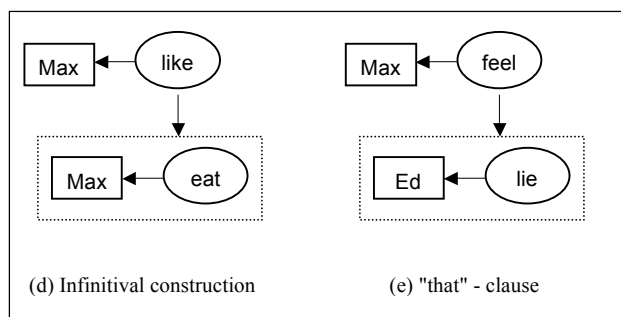 Max like
Max eat
(d) Infinitival construction
Max feel
Ed lie
(e) "that" - clause